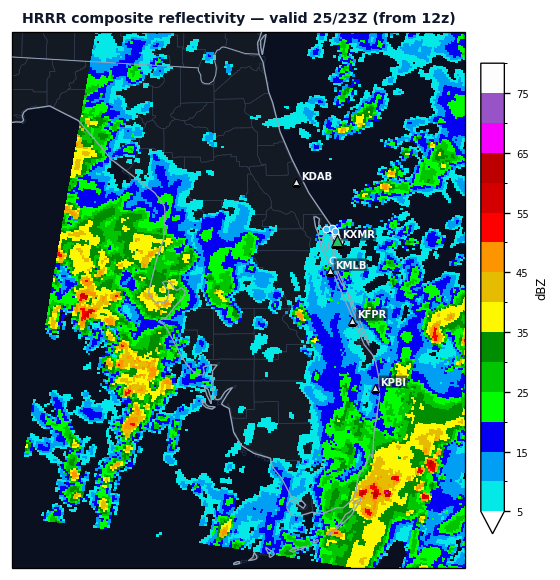 HRRR composite reflectivity — valid 25/23Z (from 12z)
KDAB
KXMR
KMLB
KFPR
KPBI
75
65
55
45
35
25
15
5
dBZ